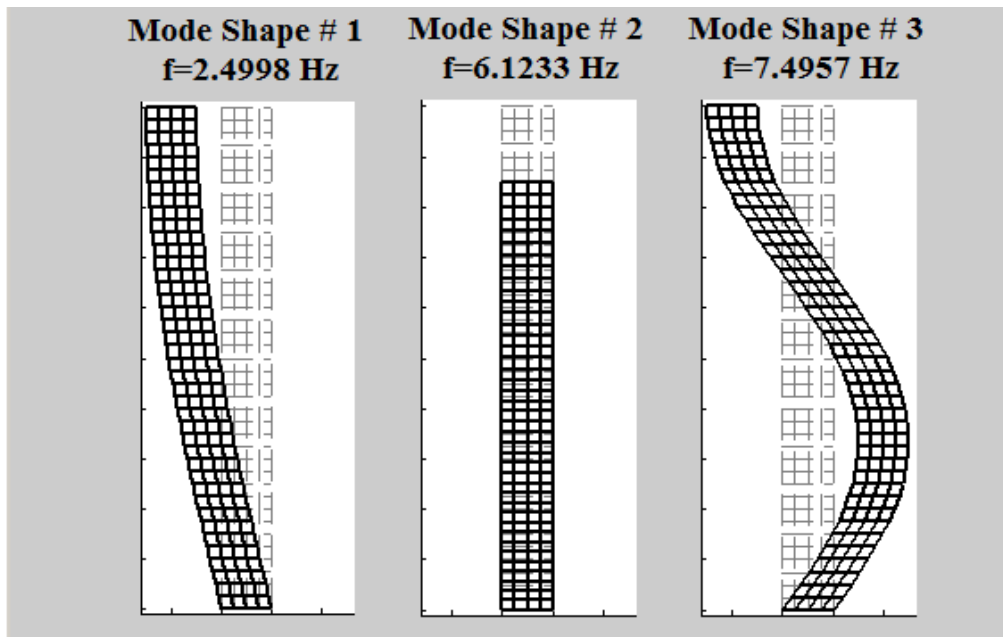 Mode Shape # 1
f=2.4998 Hz
Mode Shape # 2
f=6.1233 Hz
Mode Shape # 3
f=7.4957 Hz